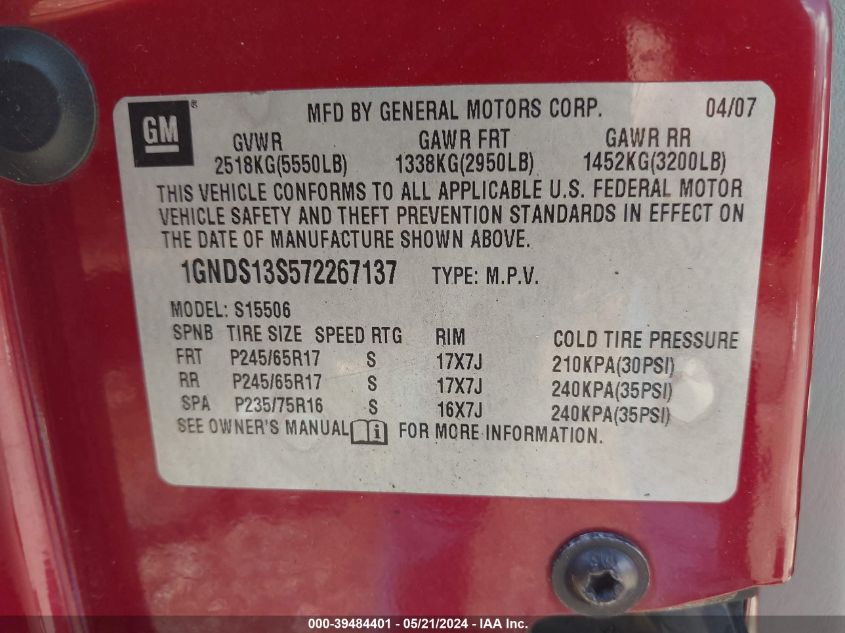 GM ®
MFD BY GENERAL MOTORS CORP. 04/07
GVWR GAWR FRT GAWR RR
2518KG(5550LB) 1338KG(2950LB) 1452KG(3200LB)
THIS VEHICLE CONFORMS TO ALL APPLICABLE U.S. FEDERAL MOTOR
VEHICLE SAFETY AND THEFT PREVENTION STANDARDS IN EFFECT ON
THE DATE OF MANUFACTURE SHOWN ABOVE.
1GNDS13S572267137 TYPE: M.P.V.
MODEL: S15506
SPNB TIRE SIZE SPEED RTG RIM COLD TIRE PRESSURE
FRT P245/65R17 S 17X7J 210KPA(30PSI)
RR P245/65R17 S 17X7J 240KPA(35PSI)
SPA P235/75R16 S 16X7J 240KPA(35PSI)
SEE OWNER'S MANUAL i FOR MORE INFORMATION.
000-39484401 - 05/21/2024 - IAA Inc.